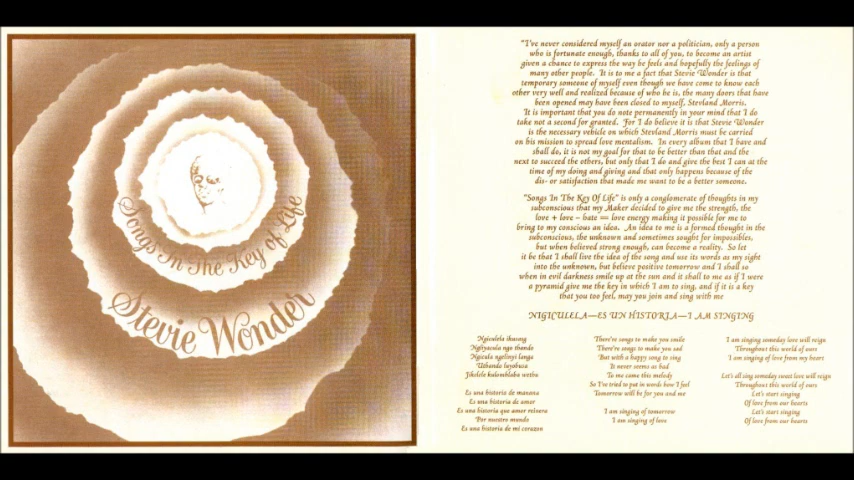 Songs In The Key of Life
Stevie Wonder
"I've never considered myself an orator nor a politician, only a person
who is fortunate enough, thanks to all of you, to become an artist
given a chance to express the way he feels and hopefully the feelings of
many other people. It is to me a fact that Stevie Wonder is that
temporary someone of myself even though we have come to know each
other very well and realized because of who he is, the many doors that have
been opened may have been closed to myself, Stevland Morris.
It is important that you do note permanently in your mind that I do
take not a second for granted. For I do believe it is that Stevie Wonder
is the necessary vehicle on which Stevland Morris must be carried
on his mission to spread love mentalism. In every album that I have and
shall do, it is not my goal for that to be better than that and the
next to succeed the others, but only that I do and give the best I can at the
time of my doing and giving and that only happens because of the
dis- or satisfaction that made me want to be a better someone.
"Songs In The Key Of Life" is only a conglomerate of thoughts in my
subconscious that my Maker decided to give me the strength, the
love + love – hate = love energy making it possible for me to
bring to my conscious an idea. An idea to me is a formed thought in the
subconscious, the unknown and sometimes sought for impossibles,
but when believed strong enough, can become a reality. So let
it be that I shall live the idea of the song and use its words as my sight
into the unknown, but believe positive tomorrow and I shall so
when in evil darkness smile up at the sun and it shall to me as if I were
a pyramid give me the key in which I am to sing, and if it is a key
that you too feel, may you join and sing with me
NGICULELA—ES UN HISTORIA—I AM SINGING
Ngiculela ikusasa
Ngikhuluma ngothando
Ngicula ngelinye langa
Uthando luyobusa
Jikelele kulomhlaba wethu
Es una historia de manana
Es una historia de amor
Es una historia que amor reinara
Por nuestro mundo
Es una historia de mi corazon
There's songs to make you smile
There's songs to make you sad
But with a happy song to sing
It never seems as bad
To me came this melody
So I've tried to put in words how I feel
Tomorrow will be for you and me
I am singing of tomorrow
I am singing of love
I am singing someday love will reign
Throughout this world of ours
I am singing of love from my heart
Let's all sing someday sweet love will reign
Throughout this world of ours
Let's start singing
Of love from our hearts
Let's start singing
Of love from our hearts